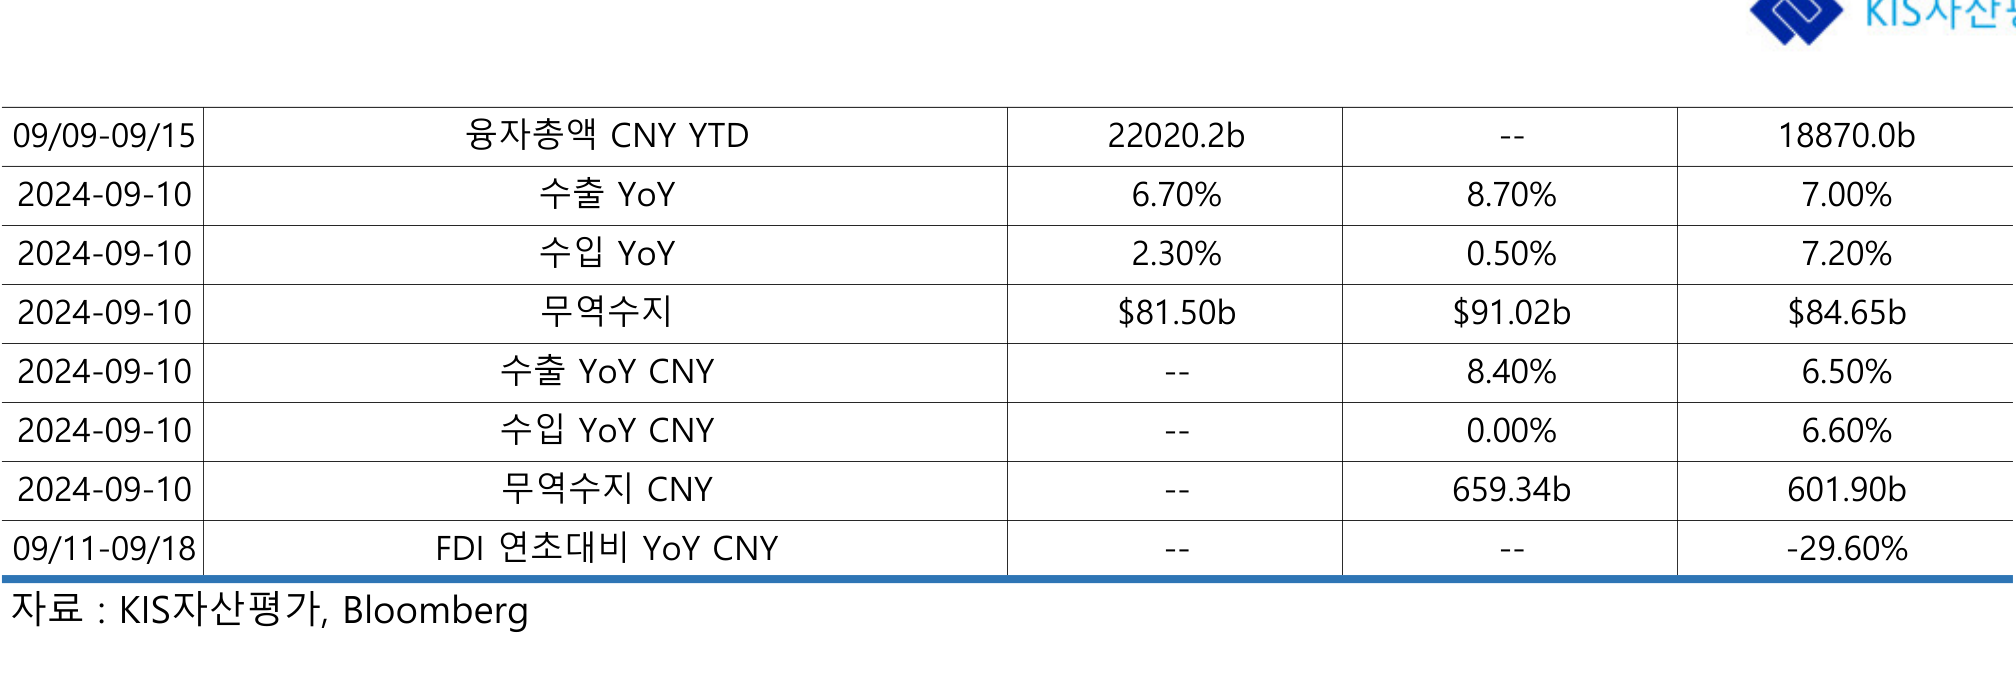 KIS자산
09/09-09/15 융자총액 CNY YTD 22020.2b -- 18870.0b
2024-09-10 수출 YoY 6.70% 8.70% 7.00%
2024-09-10 수입 YoY 2.30% 0.50% 7.20%
2024-09-10 무역수지 $81.50b $91.02b $84.65b
2024-09-10 수출 YoY CNY -- 8.40% 6.50%
2024-09-10 수입 YoY CNY -- 0.00% 6.60%
2024-09-10 무역수지 CNY -- 659.34b 601.90b
09/11-09/18 FDI 연초대비 YoY CNY -- -- -29.60%
자료 : KIS자산평가, Bloomberg